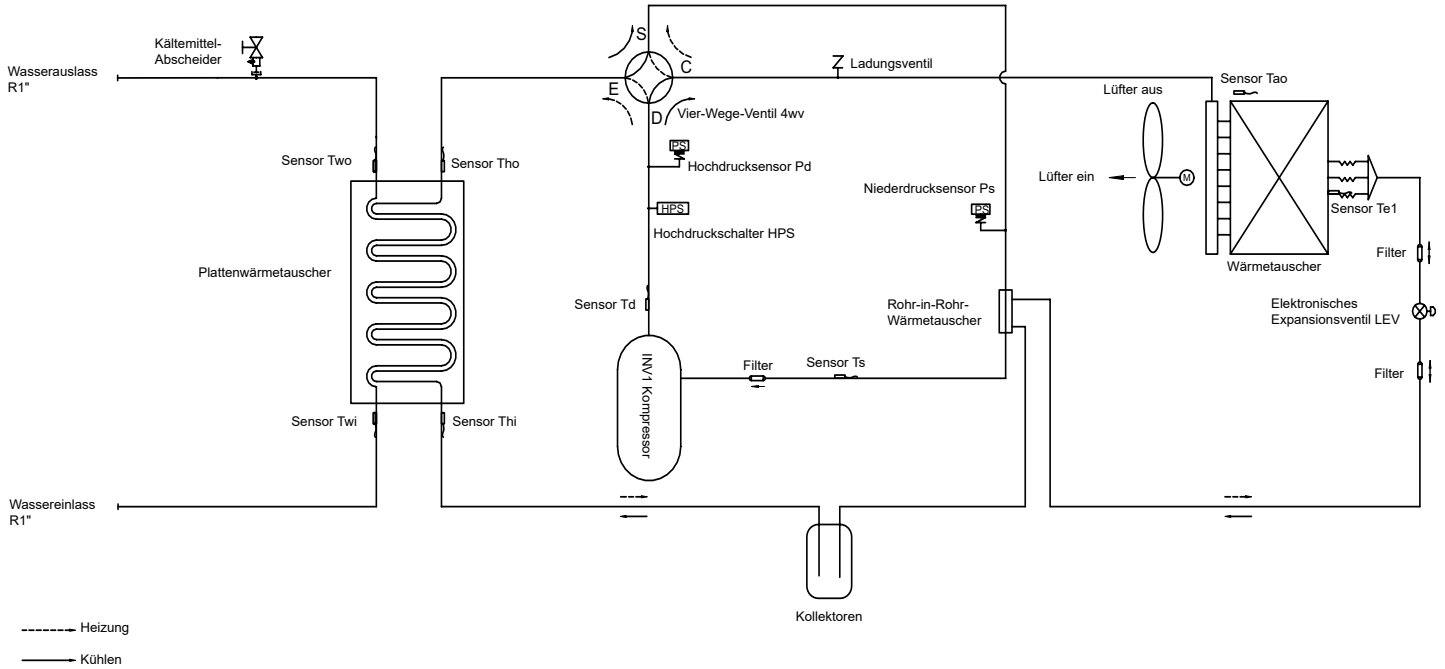 Kältemittel-
Abscheider
Wasserauslass
R1"
S
C
E
D
Ladungsventil
Vier-Wege-Ventil 4wv
Sensor Tao
Lüfter aus
Sensor Two
Sensor Tho
PS
Hochdrucksensor Pd
Lüfter ein
M
Niederdrucksensor Ps
PS
Sensor Te1
HPS
Hochdruckschalter HPS
Filter
Wärmetauscher
Plattenwärmetauscher
Sensor Td
Rohr-in-Rohr-
Wärmetauscher
Elektronisches
Expansionsventil LEV
INV1 Kompressor
Filter
Sensor Ts
Filter
Sensor Twi
Sensor Thi
Wassereinlass
R1"
Kollektoren
Heizung
Kühlen